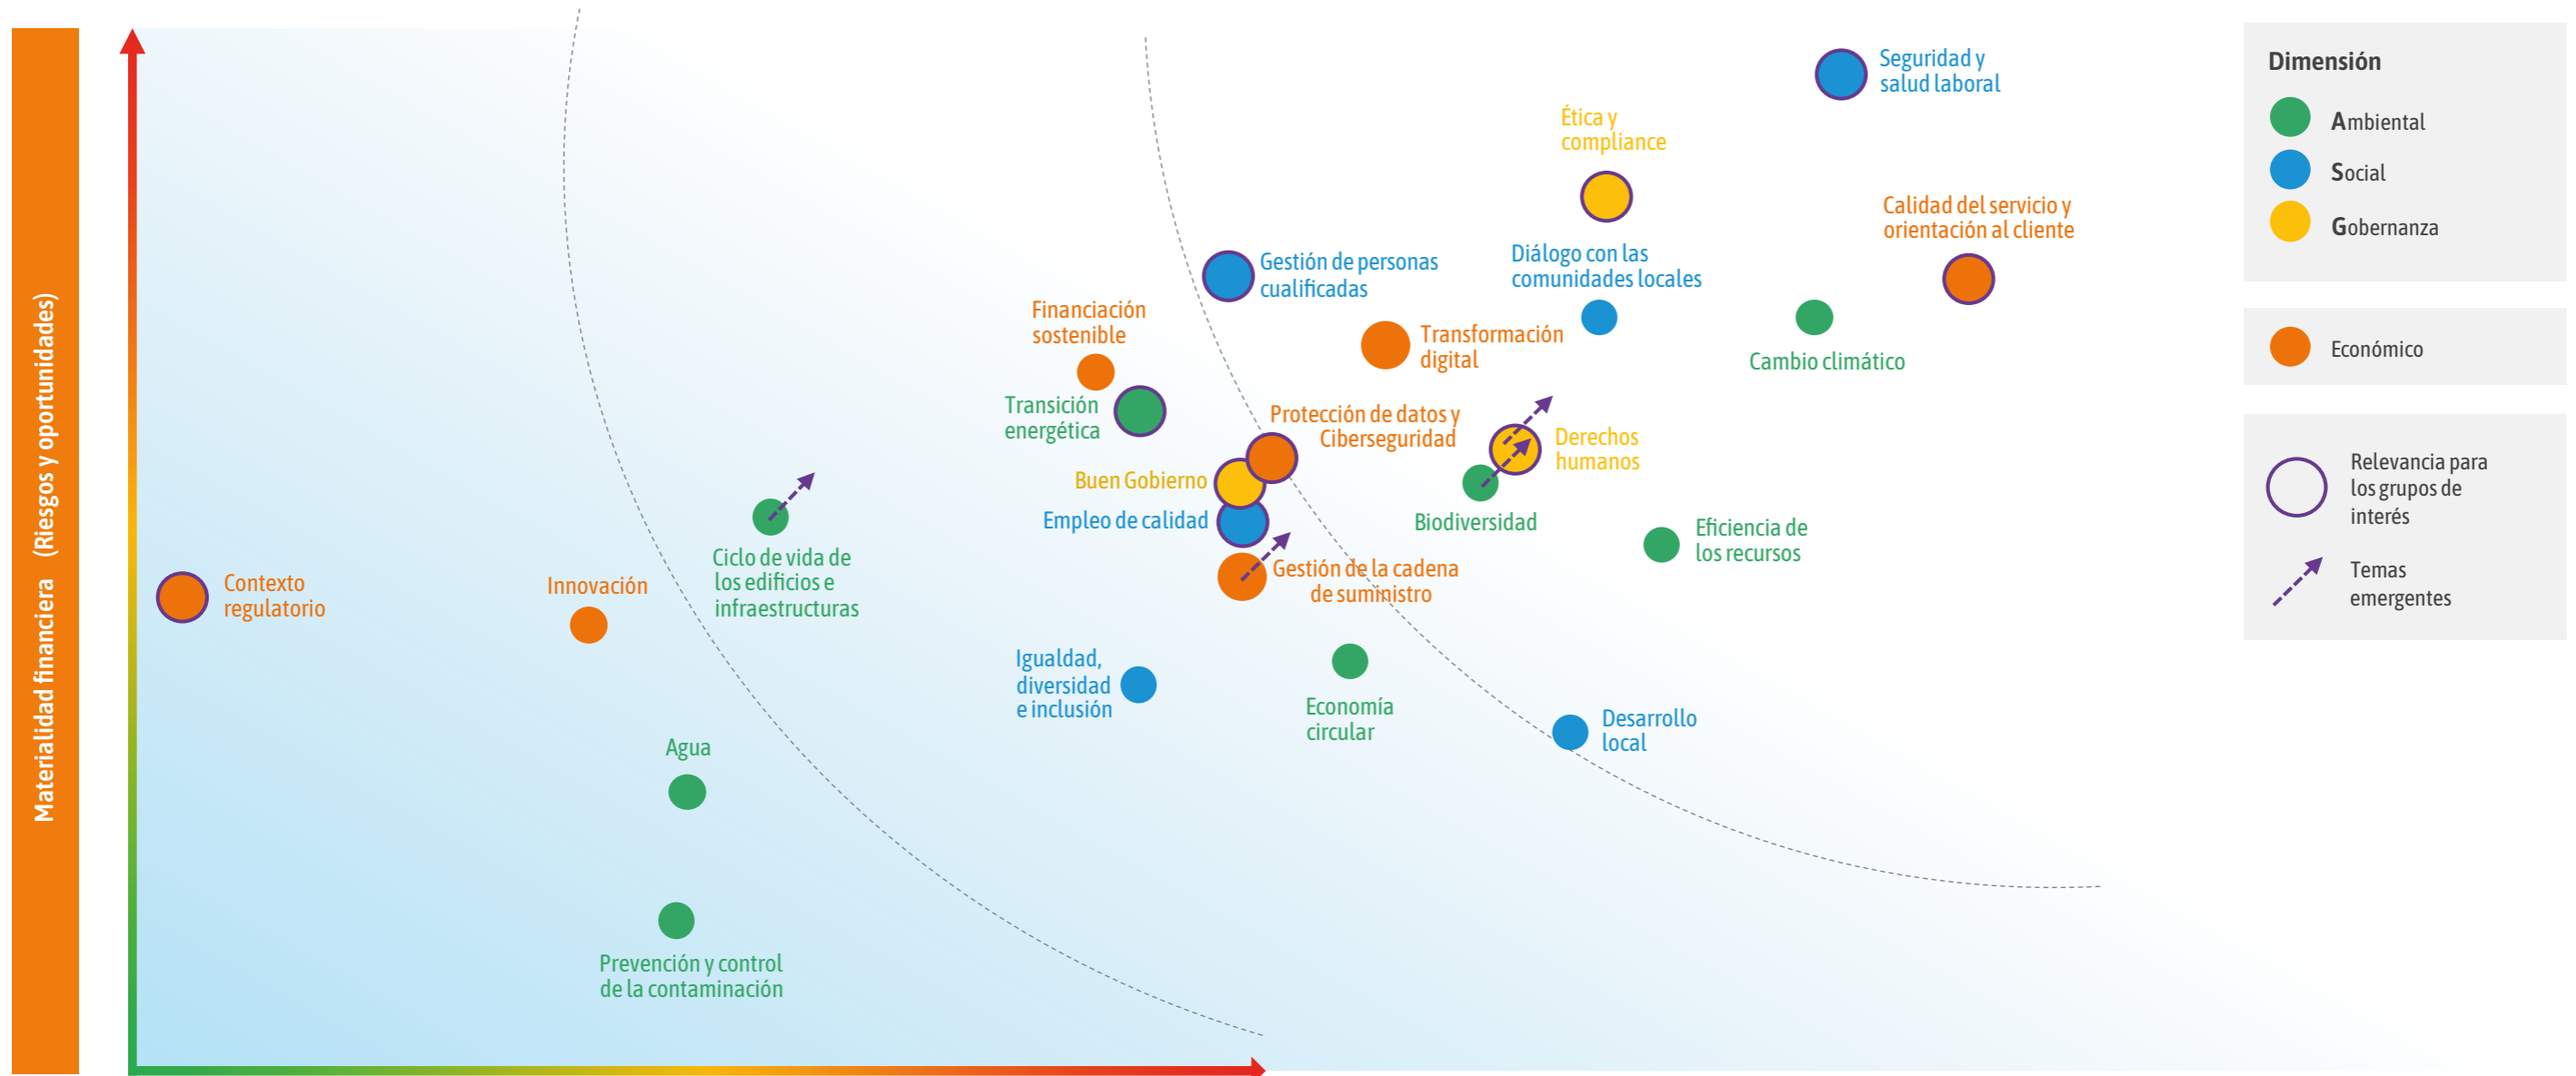 Materialidad financiera (Riesgos y oportunidades)
Seguridad y
salud laboral
Ética y
compliance
Calidad del servicio y
orientación al cliente
Diálogo con las
comunidades locales
Gestión de personas
cualificadas
Financiación
sostenible
Transformación
digital
Cambio climático
Transición
energética
Protección de datos y
Ciberseguridad
Derechos
humanos
Buen Gobierno
Empleo de calidad
Biodiversidad
Eficiencia de
los recursos
Ciclo de vida de
los edificios e
infraestructuras
Gestión de la cadena
de suministro
Contexto
regulatorio
Innovación
Igualdad,
diversidad
e inclusión
Economía
circular
Desarrollo
local
Agua
Prevención y control
de la contaminación
Dimensión
Ambiental
Social
Gobernanza
Económico
Relevancia para
los grupos de
interés
Temas
emergentes